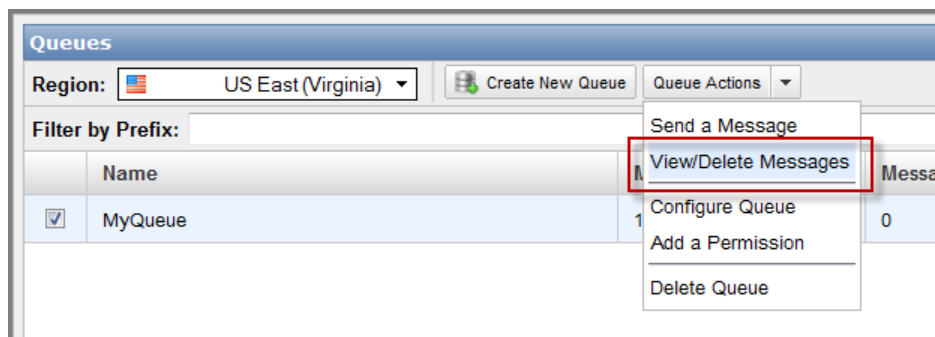 Queues
Region: US East (Virginia) Create New Queue Queue Actions
Filter by Prefix: Send a Message
View/Delete Messages
Name Messa
Configure Queue
MyQueue 1 0
Add a Permission
Delete Queue